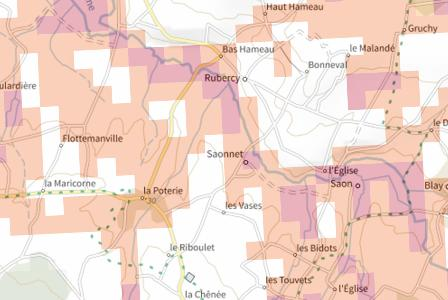 Haut Hameau
Gruchy
Bas Hameau
le Malandé
Bonneval
Rubercy
ulardière
Flottemanville
Saonnet
l'Église
Saon
la Maricorne
la Poterie
30
Blay
les Vases
le Riboulet
les Bidots
les Touvets
l'Église
la Chênée